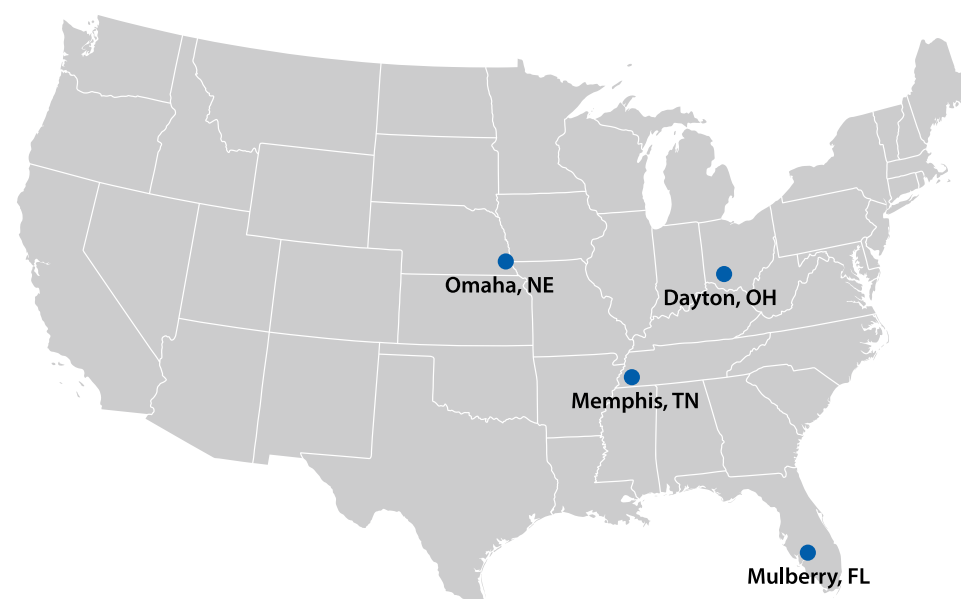 Omaha, NE
Dayton, OH
Memphis, TN
Mulberry, FL